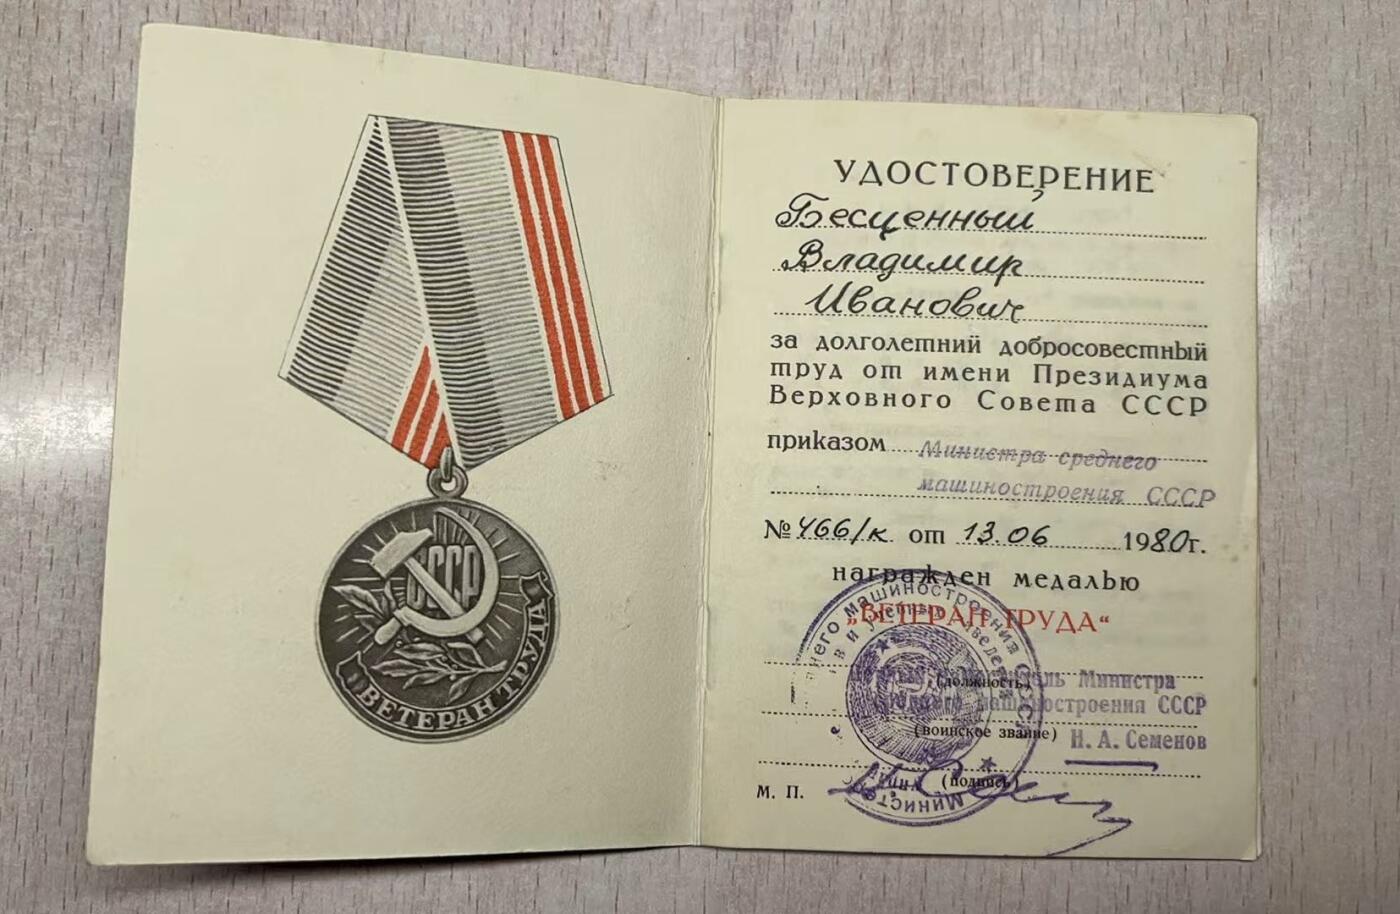 СССР
ВЕТЕРАН ТРУДА
УДОСТОВЕРЕНИЕ
Бесценный
Владимир
Иванович
за долголетний добросовестный
труд от имени Президиума
Верховного Совета СССР
приказом Министра среднего
машиностроения СССР
№ 466/к от 13.06 1980г.
награжден медалью
„ВЕТЕРАН ТРУДА“
(должность) Министра
машиностроения СССР
(воинское звание) Н. А. Семенов
М. П. (подпись)